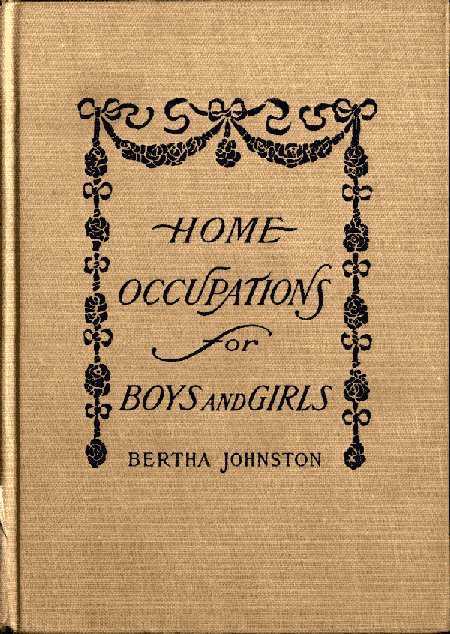 HOME
OCCUPATIONS
for
BOYS AND GIRLS
BERTHA JOHNSTON